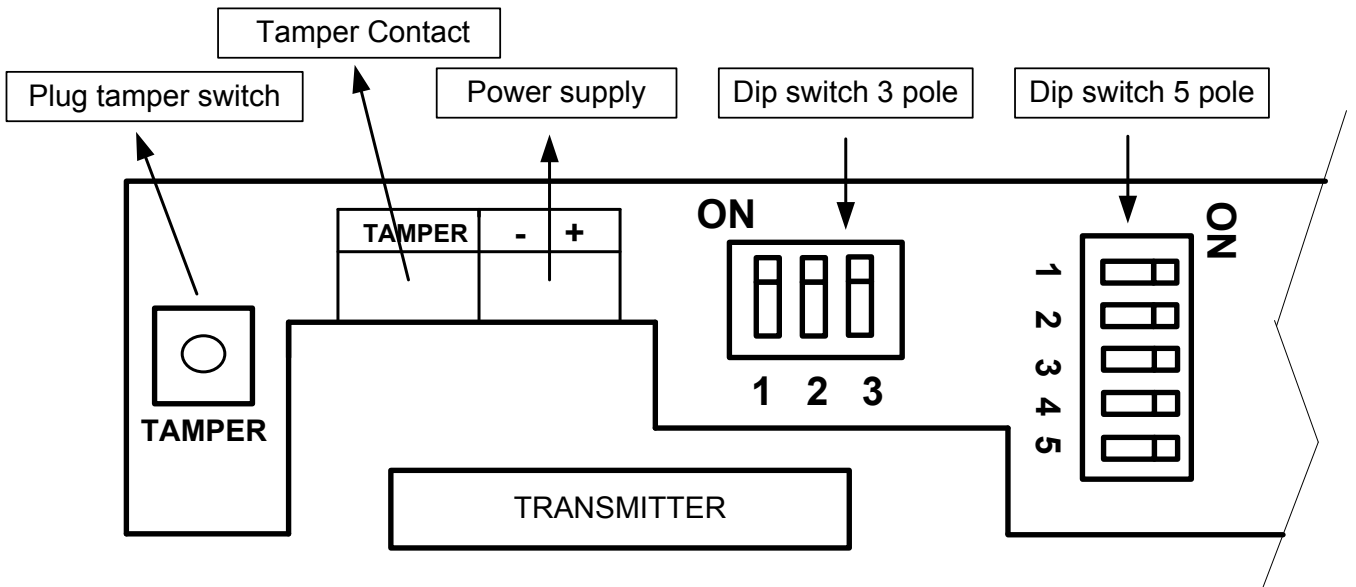 Tamper Contact
Plug tamper switch
Power supply
Dip switch 3 pole
Dip switch 5 pole
TAMPER - +
ON
ON
1
2
3
4
5
1 2 3
TAMPER
TRANSMITTER